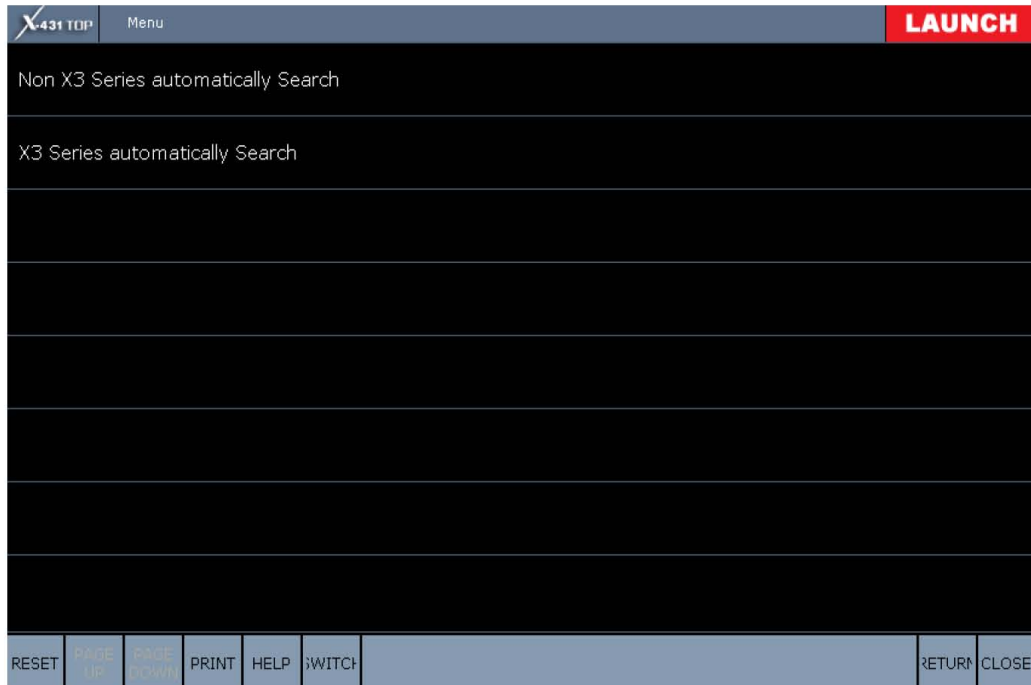 X-431 TOP
Menu
LAUNCH
Non X3 Series automatically Search
X3 Series automatically Search
RESET
PAGE
UP
PAGE
DOWN
PRINT
HELP
SWITCH
RETURN
CLOSE